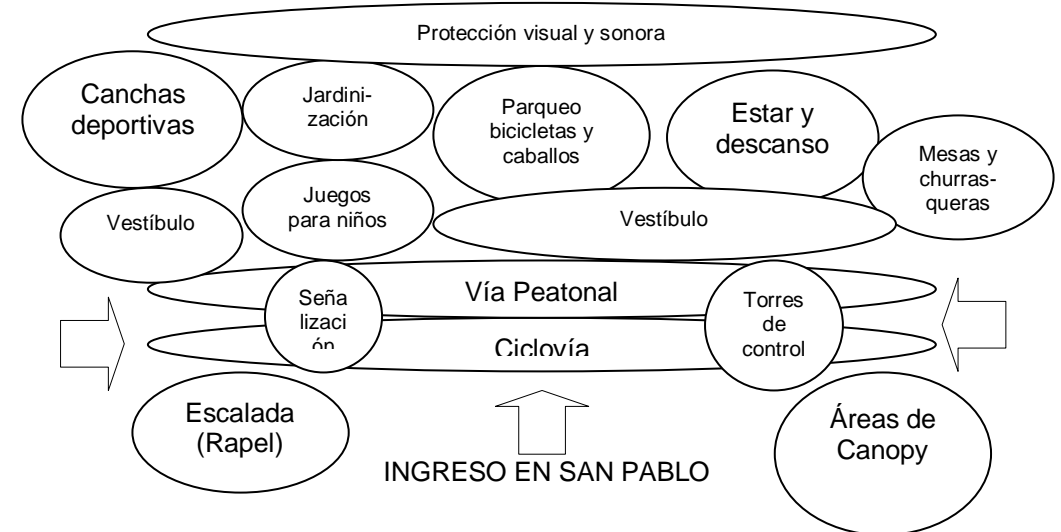 Protección visual y sonora
Canchas
deportivas
Jardini-
zación
Parqueo
bicicletas y
caballos
Estar y
descanso
Mesas y
churras-
queras
Vestíbulo
Juegos
para niños
Vestíbulo
Vía Peatonal
Seña
lizaci
ón
Torres
de
control
Ciclovía
Escalada
(Rapel)
Áreas de
Canopy
INGRESO EN SAN PABLO